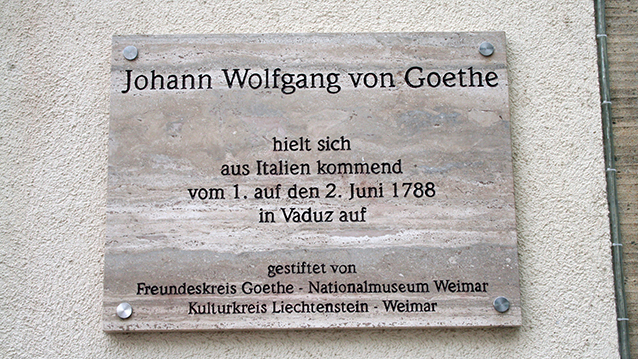 Johann Wolfgang von Goethe
hielt sich
aus Italien kommend
vom 1. auf den 2. Juni 1788
in Vaduz auf
gestiftet von
Freundeskreis Goethe - Nationalmuseum Weimar
Kulturkreis Liechtenstein - Weimar